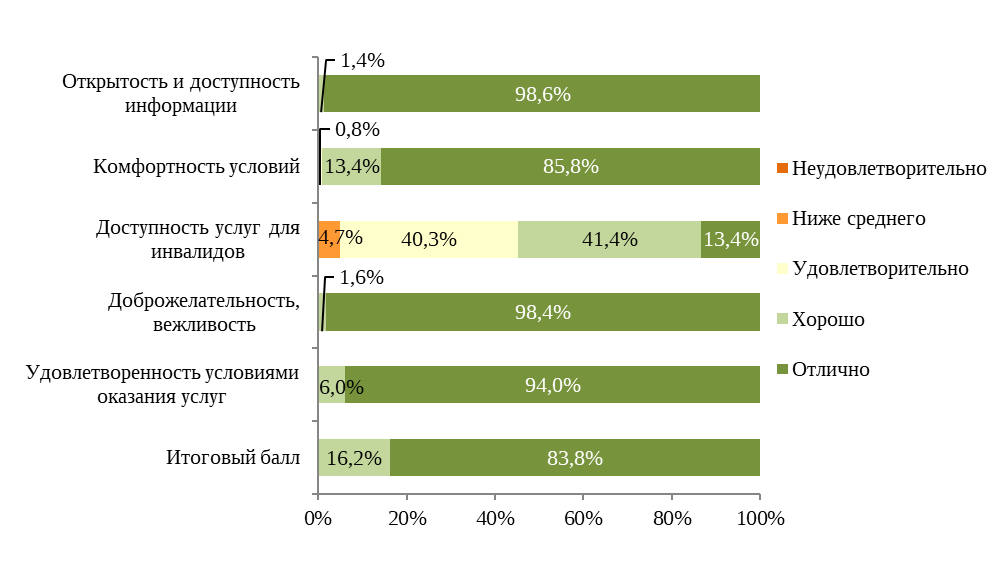 1,4%
Открытость и доступность
информации
98,6%
0,8%
Комфортность условий
13,4%
85,8%
Доступность услуг для
инвалидов
4,7%
40,3%
41,4%
13,4%
1,6%
Доброжелательность,
вежливость
98,4%
Удовлетворенность условиями
оказания услуг
6,0%
94,0%
Итоговый балл
16,2%
83,8%
0%
20%
40%
60%
80%
100%
Неудовлетворительно
Ниже среднего
Удовлетворительно
Хорошо
Отлично